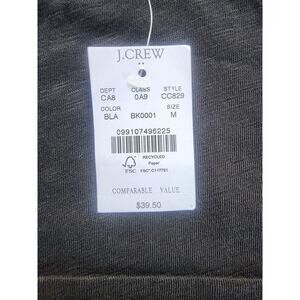 J.CREW
DEPT CLASS STYLE
CA8 0A9 CC829
COLOR SIZE
BLA BK0001 M
099107496225
RECYCLED
Paper
FSC
FSC® C117761
COMPARABLE VALUE
$39.50